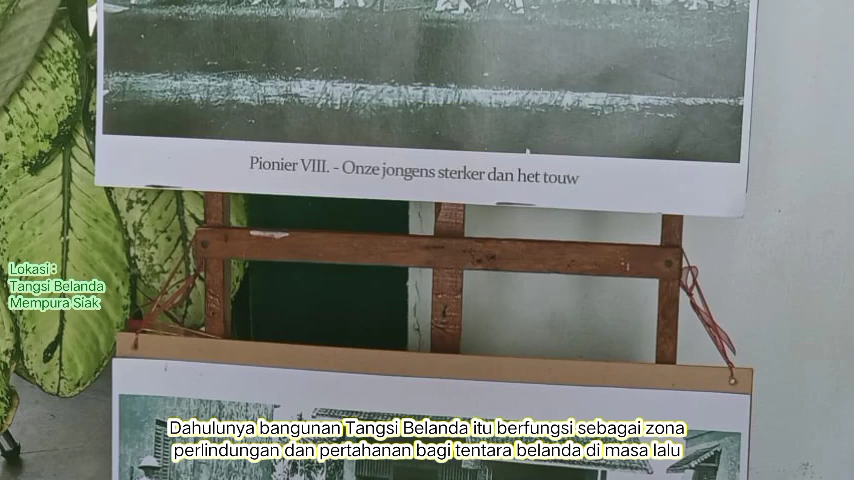 Pionier VIII. - Onze jongens sterker dan het touw
Lokasi :
Tangsi Belanda
Mempura Siak
Dahulunya bangunan Tangsi Belanda itu berfungsi sebagai zona
perlindungan dan pertahanan bagi tentara belanda di masa lalu